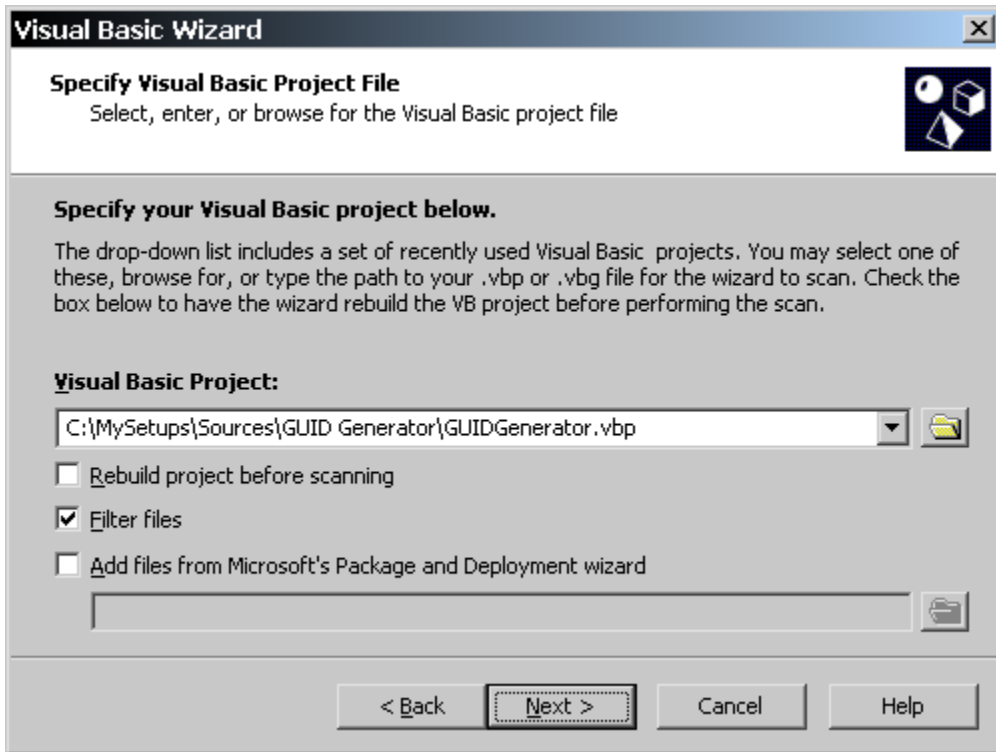 Visual Basic Wizard
Specify Visual Basic Project File
Select, enter, or browse for the Visual Basic project file
Specify your Visual Basic project below.
The drop-down list includes a set of recently used Visual Basic  projects. You may select one of
these, browse for, or type the path to your .vbp or .vbg file for the wizard to scan. Check the
box below to have the wizard rebuild the VB project before performing the scan.
Visual Basic Project:
C:\MySetups\Sources\GUID Generator\GUIDGenerator.vbp
Rebuild project before scanning
Filter files
Add files from Microsoft's Package and Deployment wizard
< Back Next > Cancel Help